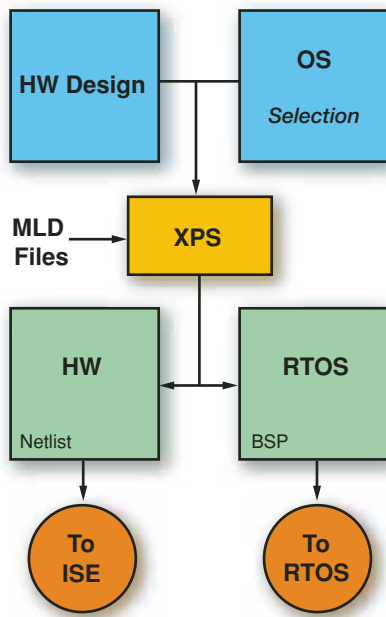 HW Design
OS
Selection
MLD
Files
XPS
HW
Netlist
RTOS
BSP
To
ISE
To
RTOS